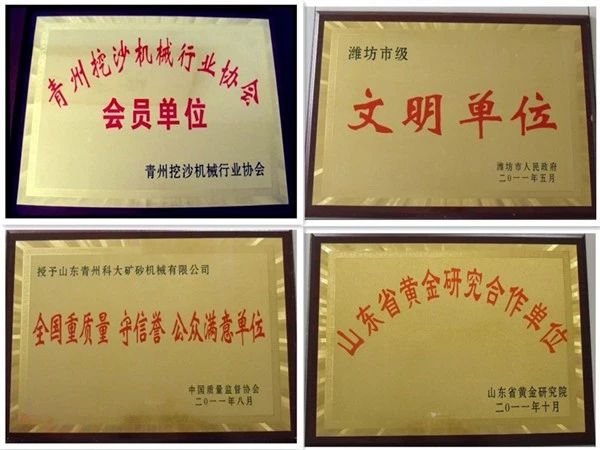 青州挖沙机械行业协会
会员单位
青州挖沙机械行业协会
潍坊市级
文明单位
潍坊市人民政府
二〇一一年五月
授予山东青州科大矿砂机械有限公司
全国重质量 守信誉 公众满意单位
中国质量监督协会
二〇一一年八月
山东省黄金研究合作单位
山东省黄金研究院
二〇一一年十月